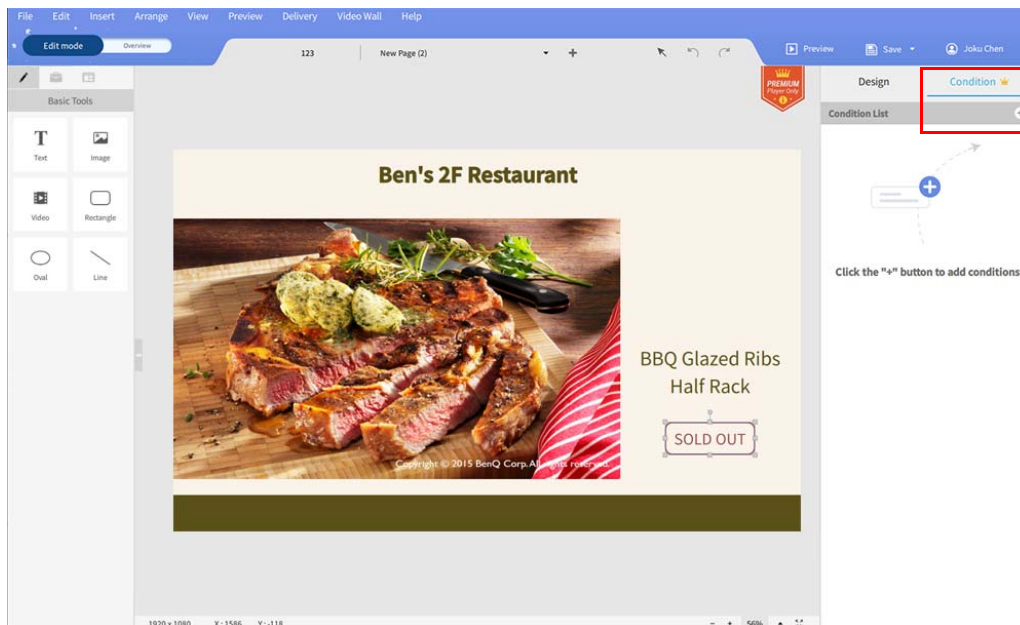 File Edit Insert Arrange View Preview Delivery Video Wall Help
Edit mode Overview
123 New Page (2)
Preview Save Joku Chen
Basic Tools
Text Image
Video Rectangle
Oval Line
PREMIUM
Player Only
Design Condition
Condition List
Click the "+" button to add conditions
Ben's 2F Restaurant
BBQ Glazed Ribs
Half Rack
SOLD OUT
Copyright © 2015 BenQ Corp. All rights reserved.
1920 x 1080 X : 1586 Y : -118
56%